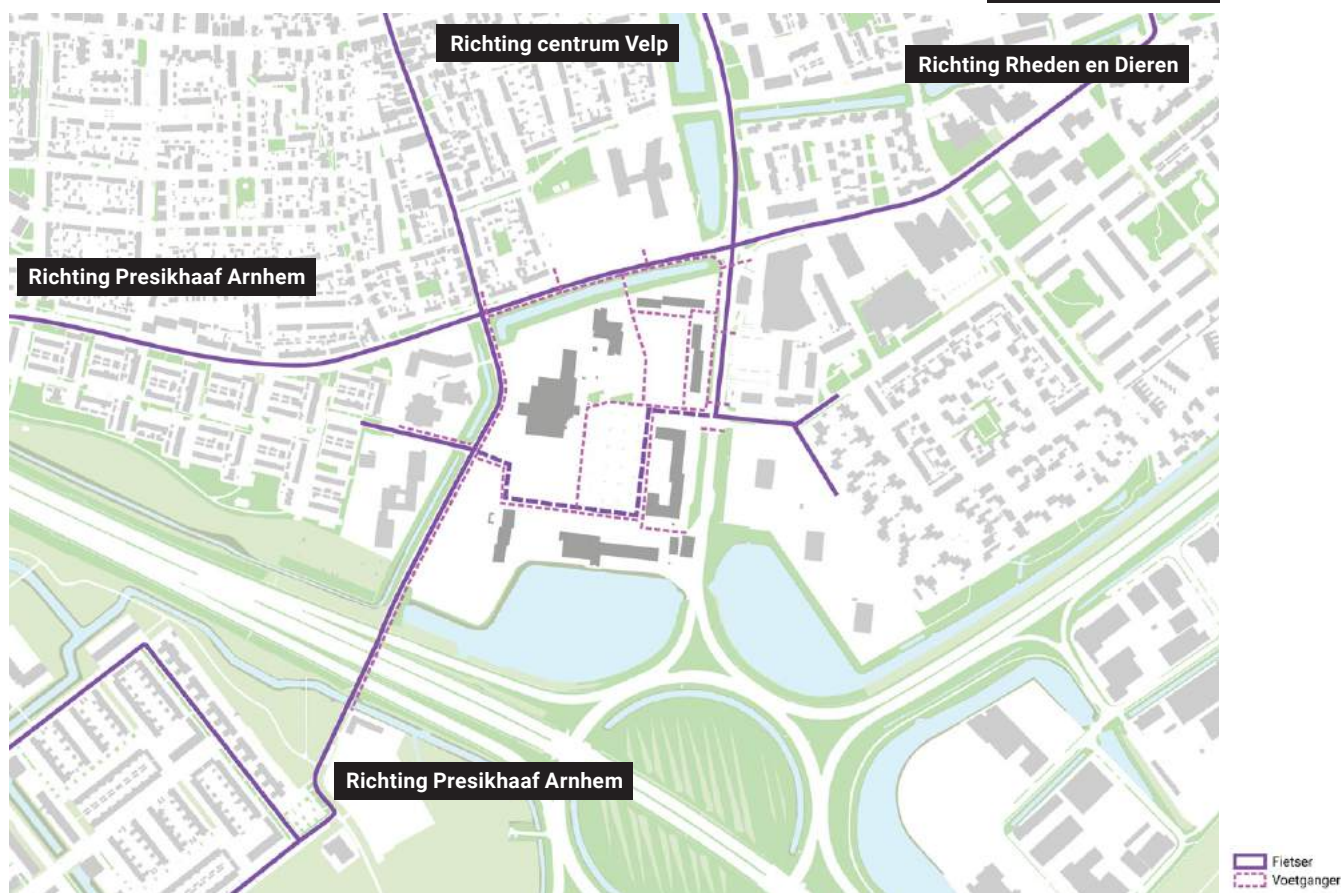 Richting centrum Velp
Richting Rheden en Dieren
Richting Presikhaaf Arnhem
Richting Presikhaaf Arnhem
Fietser
Voetganger